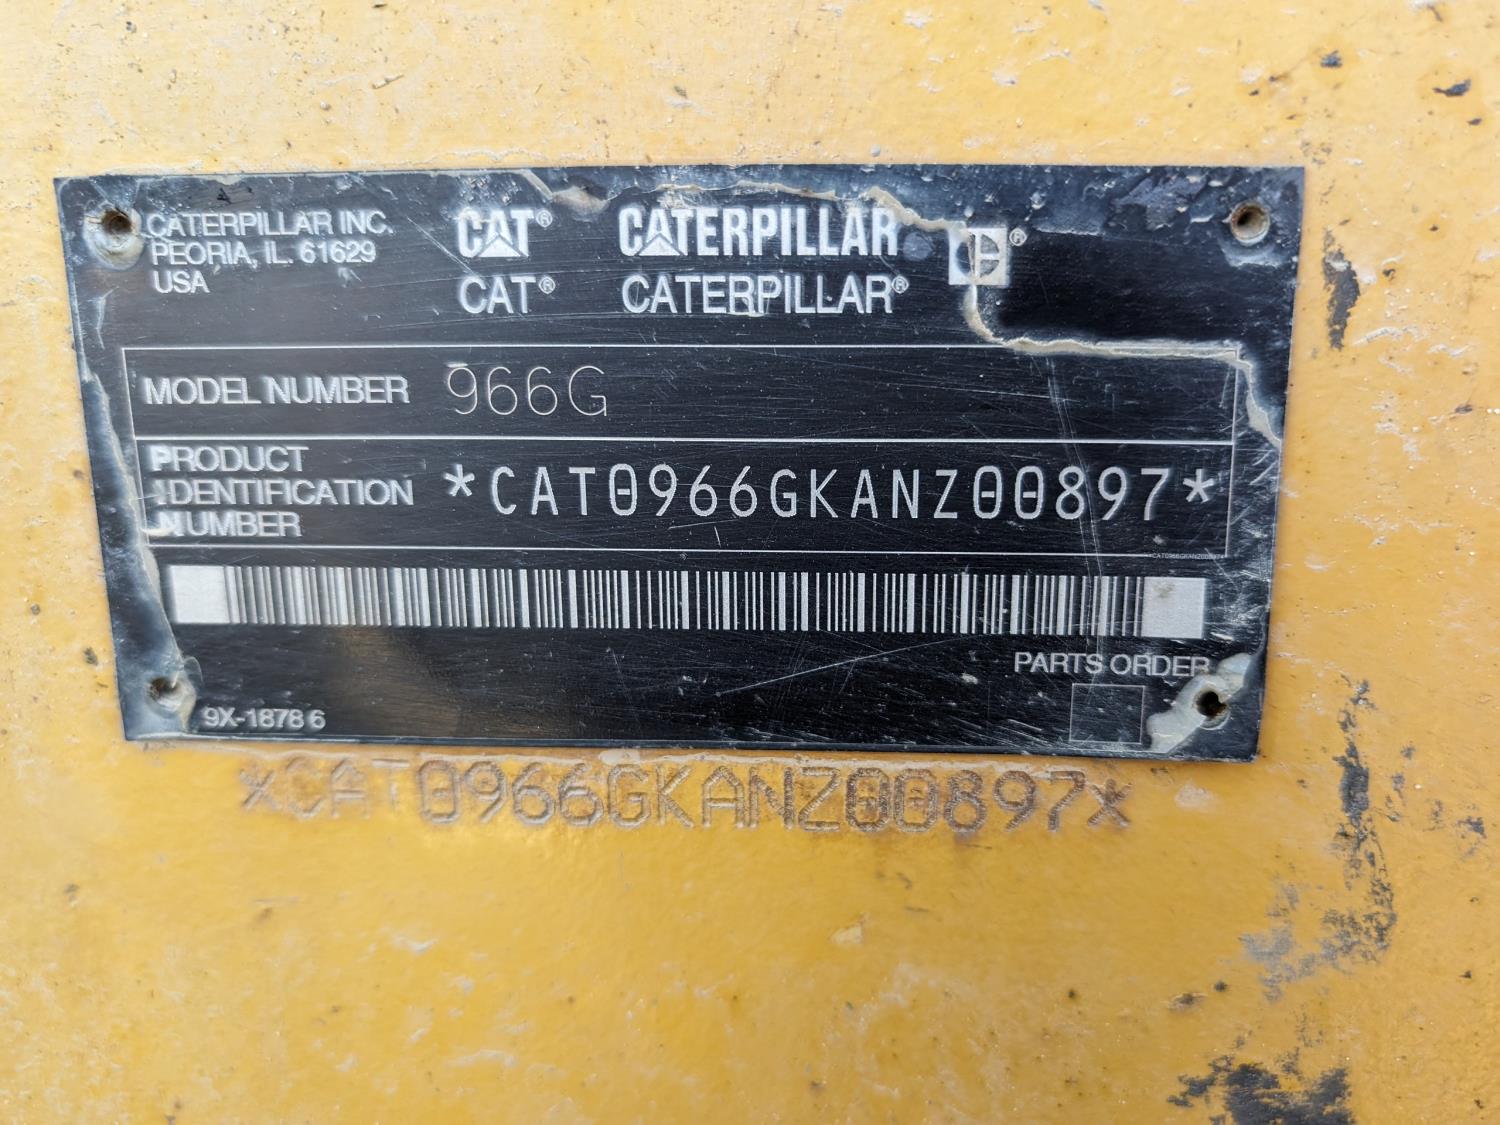 CATERPILLAR INC.
PEORIA, IL. 61629
USA
CAT® CATERPILLAR ®
CAT® CATERPILLAR®
MODEL NUMBER 966G
PRODUCT IDENTIFICATION NUMBER *CAT0966GKANZ00897*
*CAT0966GKANZ00897*
PARTS ORDER
9X-1878 6
*CAT0966GKANZ00897*